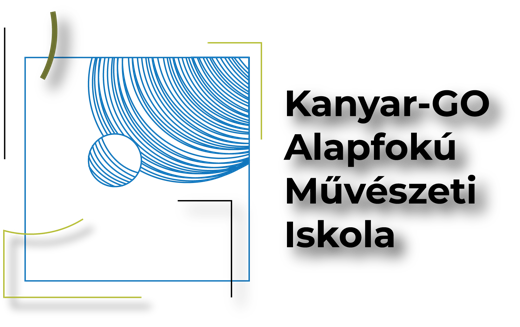 Kanyar-GO
Alapfokú
Művészeti
Iskola